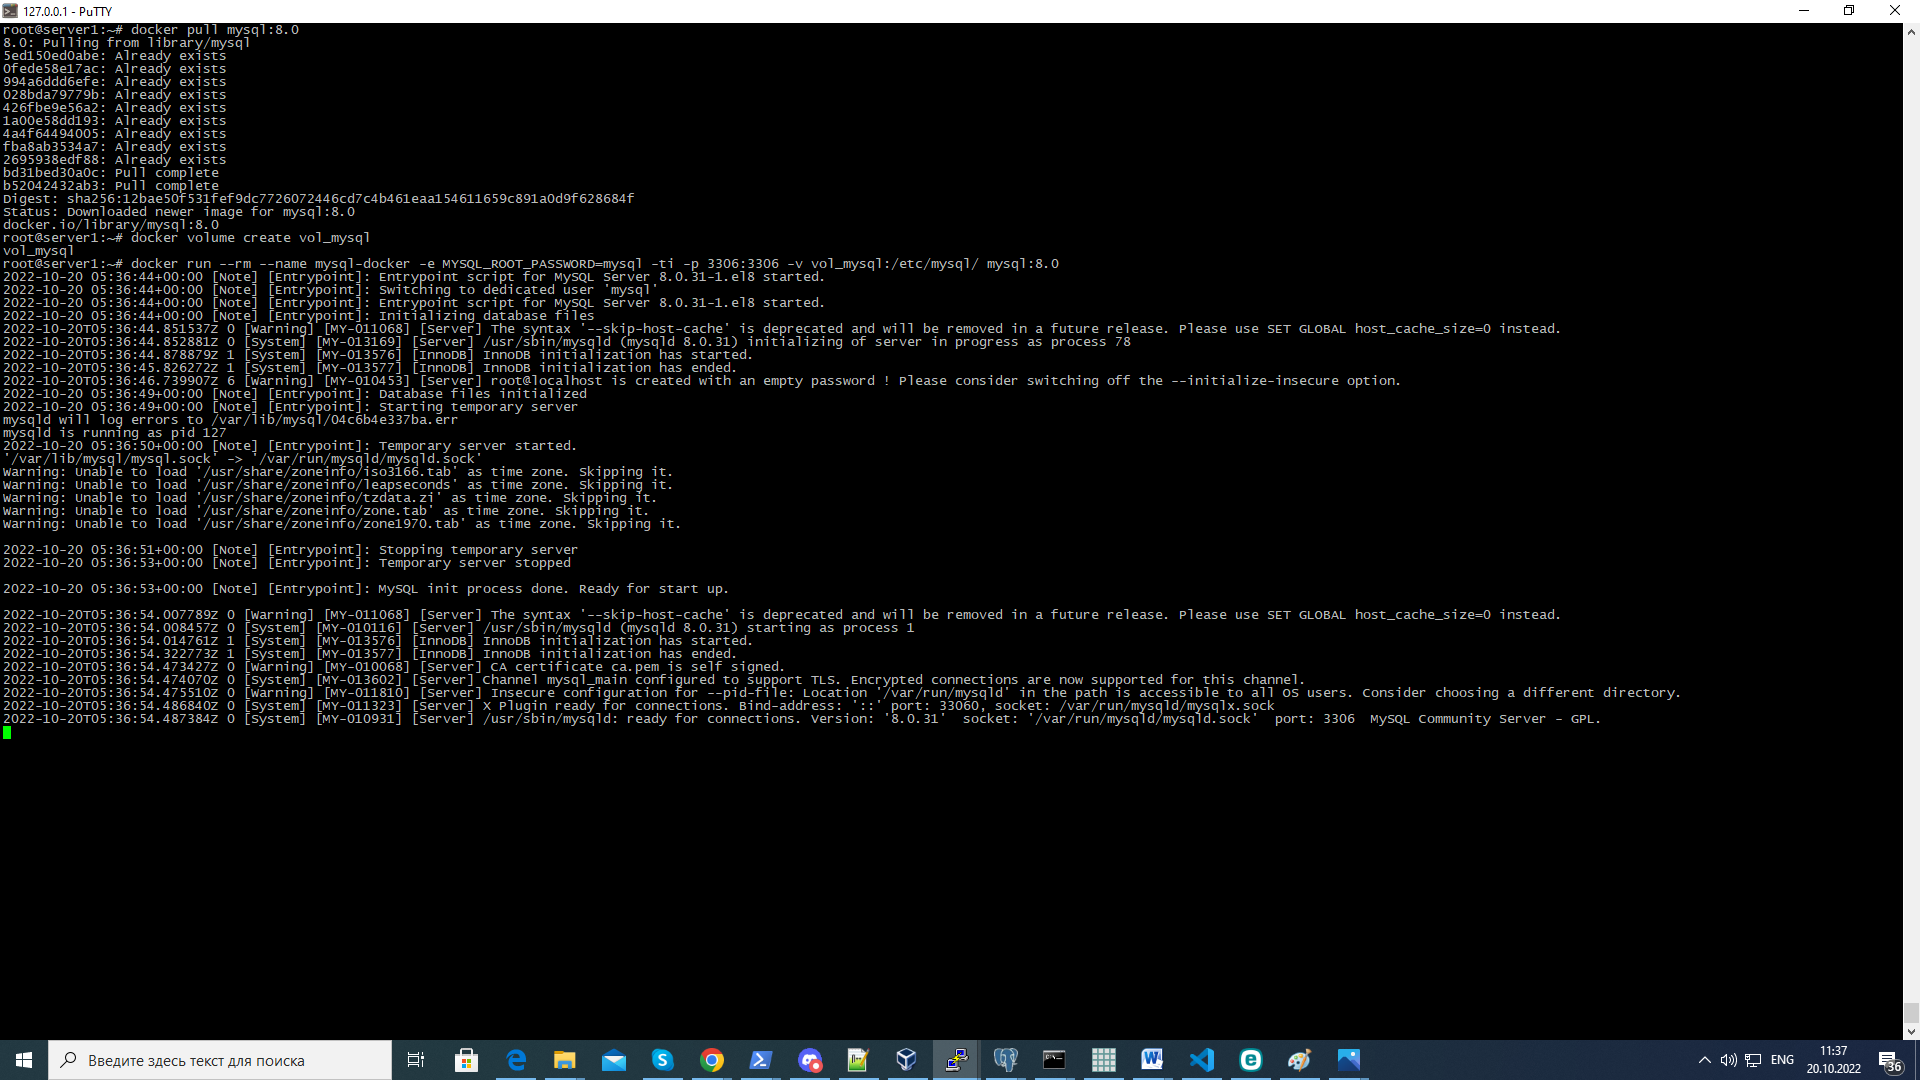 127.0.0.1 - PuTTY
root@server1:~# docker pull mysql:8.0
8.0: Pulling from library/mysql
5ed150ed0abe: Already exists
0fede58e17ac: Already exists
994a6ddd6efe: Already exists
028bda79779b: Already exists
426fbe9e56a2: Already exists
1a00e58dd193: Already exists
4a4f64494005: Already exists
fba8ab3534a7: Already exists
2695938edf88: Already exists
bd31bed30a0c: Pull complete
b52042432ab3: Pull complete
Digest: sha256:12bae50f531fef9dc7726072446cd7c4b461eaa154611659c891a0d9f628684f
Status: Downloaded newer image for mysql:8.0
docker.io/library/mysql:8.0
root@server1:~# docker volume create vol_mysql
vol_mysql
root@server1:~# docker run --rm --name mysql-docker -e MYSQL_ROOT_PASSWORD=mysql -ti -p 3306:3306 -v vol_mysql:/etc/mysql/ mysql:8.0
2022-10-20 05:36:44+00:00 [Note] [Entrypoint]: Entrypoint script for MySQL Server 8.0.31-1.el8 started.
2022-10-20 05:36:44+00:00 [Note] [Entrypoint]: Switching to dedicated user 'mysql'
2022-10-20 05:36:44+00:00 [Note] [Entrypoint]: Entrypoint script for MySQL Server 8.0.31-1.el8 started.
2022-10-20 05:36:44+00:00 [Note] [Entrypoint]: Initializing database files
2022-10-20T05:36:44.851537Z 0 [Warning] [MY-011068] [Server] The syntax '--skip-host-cache' is deprecated and will be removed in a future release. Please use SET GLOBAL host_cache_size=0 instead.
2022-10-20T05:36:44.852881Z 0 [System] [MY-013169] [Server] /usr/sbin/mysqld (mysqld 8.0.31) initializing of server in progress as process 78
2022-10-20T05:36:44.878879Z 1 [System] [MY-013576] [InnoDB] InnoDB initialization has started.
2022-10-20T05:36:45.826272Z 1 [System] [MY-013577] [InnoDB] InnoDB initialization has ended.
2022-10-20T05:36:46.739907Z 6 [Warning] [MY-010453] [Server] root@localhost is created with an empty password ! Please consider switching off the --initialize-insecure option.
2022-10-20 05:36:49+00:00 [Note] [Entrypoint]: Database files initialized
2022-10-20 05:36:49+00:00 [Note] [Entrypoint]: Starting temporary server
mysqld will log errors to /var/lib/mysql/04c6b4e337ba.err
mysqld is running as pid 127
2022-10-20 05:36:50+00:00 [Note] [Entrypoint]: Temporary server started.
'/var/lib/mysql/mysql.sock' -> '/var/run/mysqld/mysqld.sock'
Warning: Unable to load '/usr/share/zoneinfo/iso3166.tab' as time zone. Skipping it.
Warning: Unable to load '/usr/share/zoneinfo/leapseconds' as time zone. Skipping it.
Warning: Unable to load '/usr/share/zoneinfo/tzdata.zi' as time zone. Skipping it.
Warning: Unable to load '/usr/share/zoneinfo/zone.tab' as time zone. Skipping it.
Warning: Unable to load '/usr/share/zoneinfo/zone1970.tab' as time zone. Skipping it.
2022-10-20 05:36:51+00:00 [Note] [Entrypoint]: Stopping temporary server
2022-10-20 05:36:53+00:00 [Note] [Entrypoint]: Temporary server stopped
2022-10-20 05:36:53+00:00 [Note] [Entrypoint]: MySQL init process done. Ready for start up.
2022-10-20T05:36:54.007789Z 0 [Warning] [MY-011068] [Server] The syntax '--skip-host-cache' is deprecated and will be removed in a future release. Please use SET GLOBAL host_cache_size=0 instead.
2022-10-20T05:36:54.008457Z 0 [System] [MY-010116] [Server] /usr/sbin/mysqld (mysqld 8.0.31) starting as process 1
2022-10-20T05:36:54.014761Z 1 [System] [MY-013576] [InnoDB] InnoDB initialization has started.
2022-10-20T05:36:54.322773Z 1 [System] [MY-013577] [InnoDB] InnoDB initialization has ended.
2022-10-20T05:36:54.473427Z 0 [Warning] [MY-010068] [Server] CA certificate ca.pem is self signed.
2022-10-20T05:36:54.474070Z 0 [System] [MY-013602] [Server] Channel mysql_main configured to support TLS. Encrypted connections are now supported for this channel.
2022-10-20T05:36:54.475510Z 0 [Warning] [MY-011810] [Server] Insecure configuration for --pid-file: Location '/var/run/mysqld' in the path is accessible to all OS users. Consider choosing a different directory.
2022-10-20T05:36:54.486840Z 0 [System] [MY-011323] [Server] X Plugin ready for connections. Bind-address: '::' port: 33060, socket: /var/run/mysqld/mysqlx.sock
2022-10-20T05:36:54.487384Z 0 [System] [MY-010931] [Server] /usr/sbin/mysqld: ready for connections. Version: '8.0.31'  socket: '/var/run/mysqld/mysqld.sock'  port: 3306  MySQL Community Server - GPL.
Введите здесь текст для поиска
ENG
11:37
20.10.2022
36